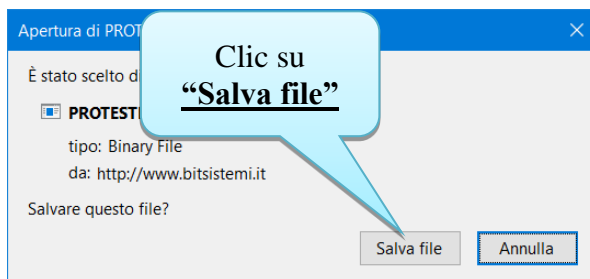 Apertura di PROT
Clic su
“Salva file”
È stato scelto d
PROTESTI
tipo: Binary File
da: http://www.bitsistemi.it
Salvare questo file?
Salva file
Annulla